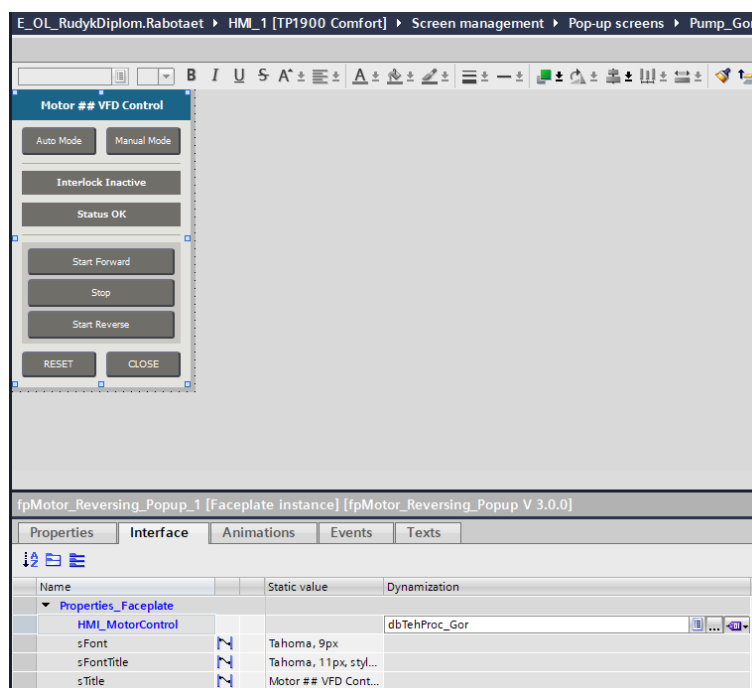 E_OL_RudykDiplom.Rabotaet ▸ HMI_1 [TP1900 Comfort] ▸ Screen management ▸ Pop-up screens ▸ Pump_Gor
B I U S A A
Motor ## VFD Control
Auto Mode Manual Mode
Interlock Inactive
Status OK
Start Forward
Stop
Start Reverse
RESET CLOSE
fpMotor_Reversing_Popup_1 [Faceplate instance] [fpMotor_Reversing_Popup V 3.0.0]
Properties Interface Animations Events Texts
Name Static value Dynamization
Properties_Faceplate
HMI_MotorControl dbTehProc_Gor ...
sFont Tahoma, 9px
sFontTitle Tahoma, 11px, styl...
sTitle Motor ## VFD Cont...